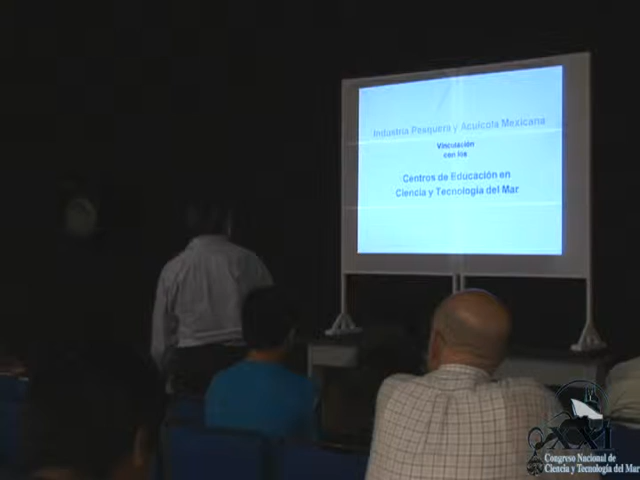 Industria Pesquera y Acuícola Mexicana
Vinculación
con los
Centros de Educación en
Ciencia y Tecnología del Mar
XXVI
Congreso Nacional de
Ciencia y Tecnología del Mar